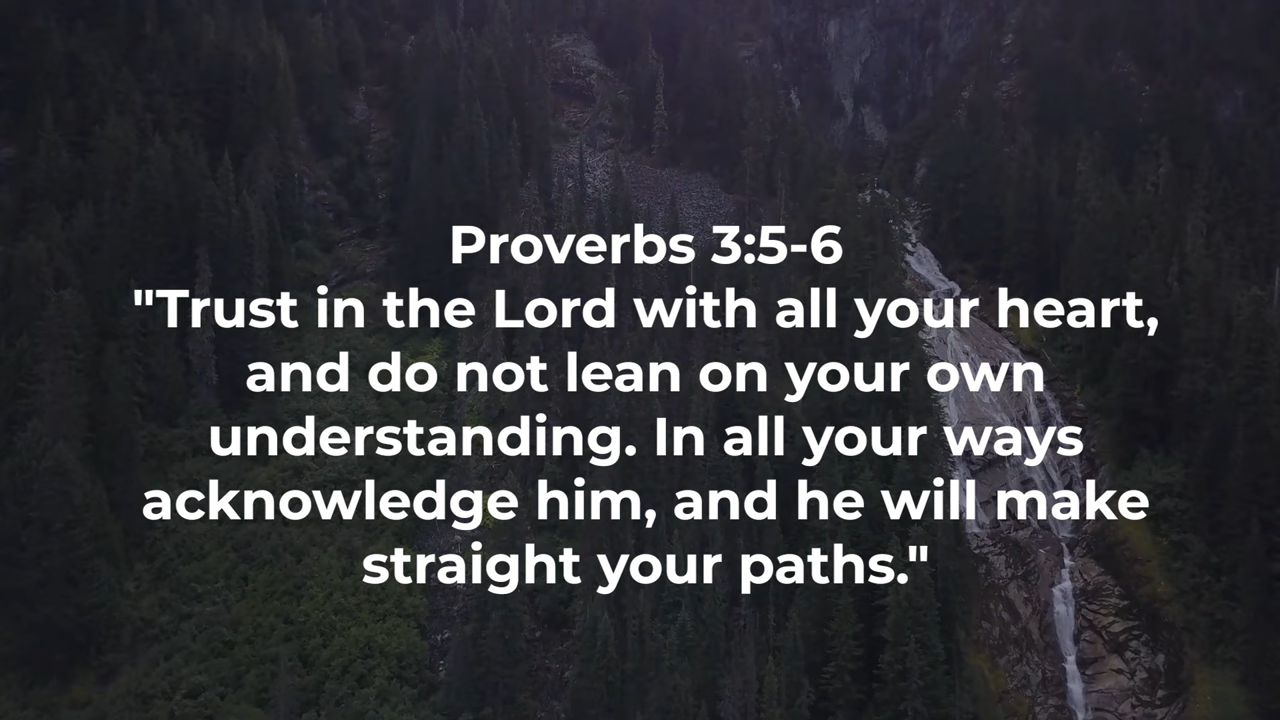 Proverbs 3:5-6
"Trust in the Lord with all your heart,
and do not lean on your own
understanding. In all your ways
acknowledge him, and he will make
straight your paths."